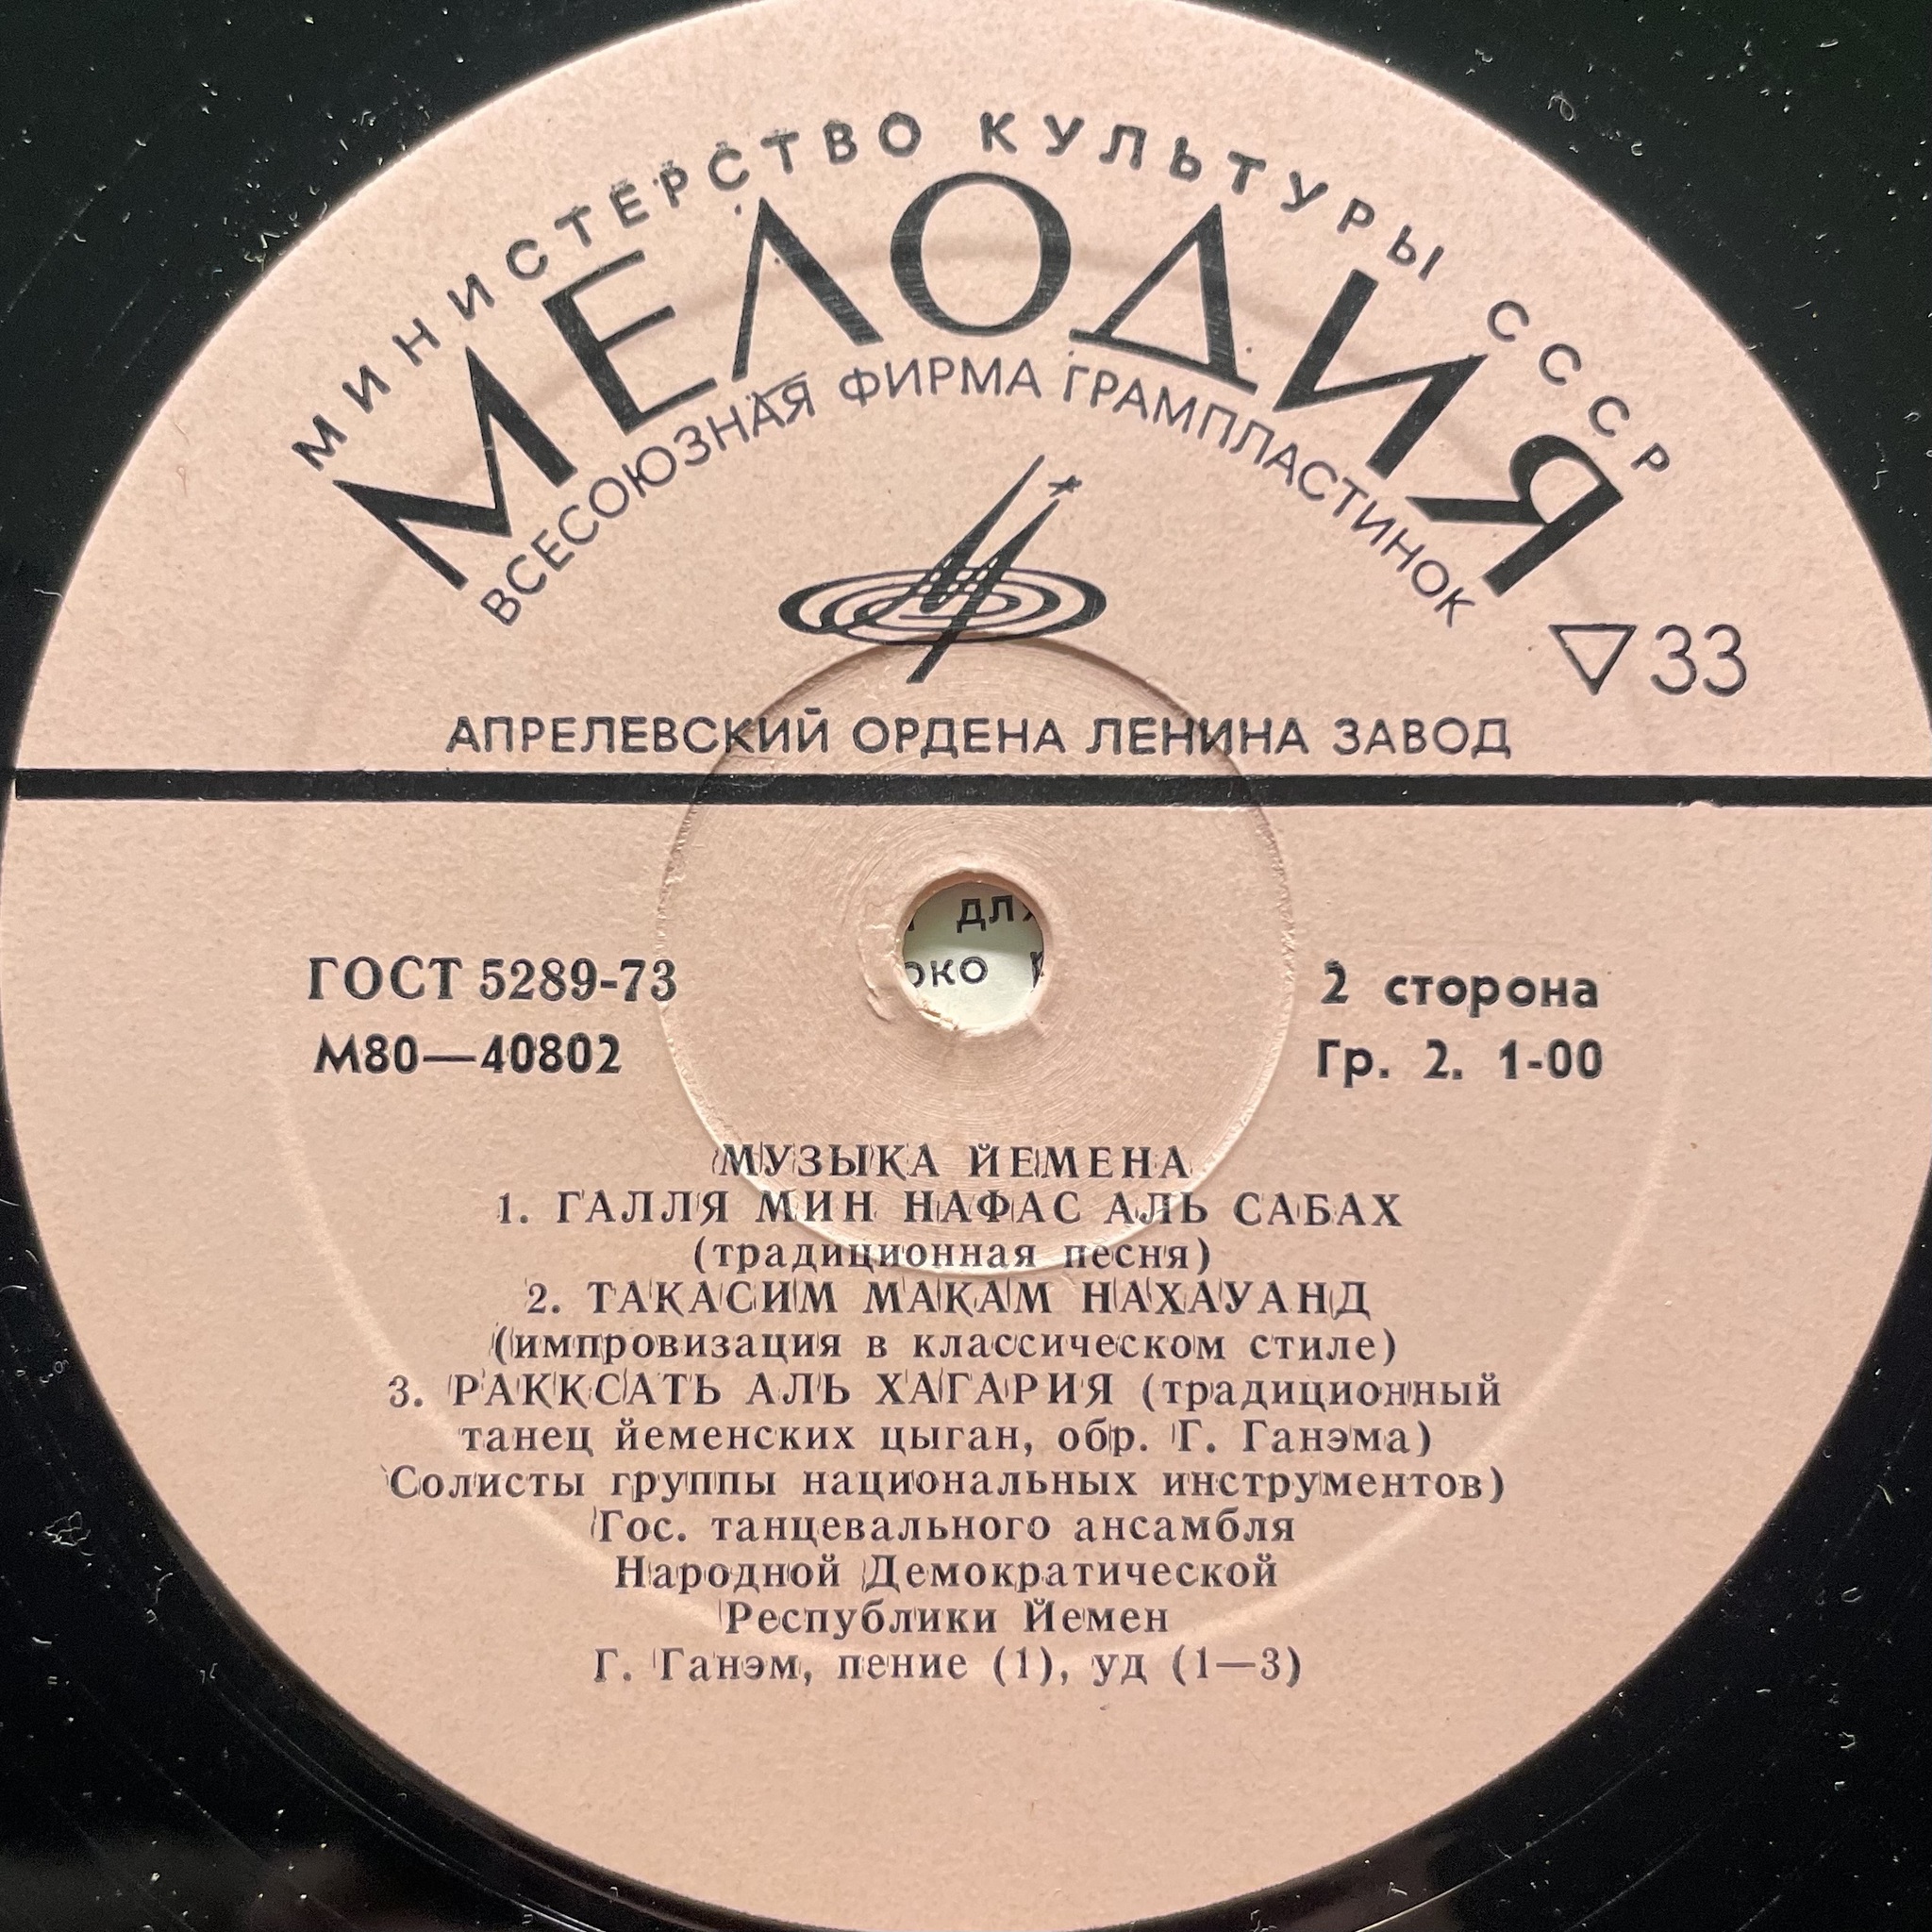 МИНИСТЕРСТВО КУЛЬТУРЫ СССР
МЕЛОДИЯ
ВСЕСОЮЗНАЯ ФИРМА ГРАМПЛАСТИНОК
33
АПРЕЛЕВСКИЙ ОРДЕНА ЛЕНИНА ЗАВОД
ГОСТ 5289-73
М80—40802
2 сторона
Гр. 2. 1-00
МУЗЫКА ЙЕМЕНА
1. ГАЛЛЯ МИН НАФАС АЛЬ САБАХ
(традиционная песня)
2. ТАКАСИМ МАКАМ НАХАУАНД
(импровизация в классическом стиле)
3. РАККСАТЬ АЛЬ ХАГАРИЯ (традиционный
танец йеменских цыган, обр. Г. Ганэма)
Солисты группы национальных инструментов)
Гос. танцевального ансамбля
Народной Демократической
Республики Йемен
Г. Ганэм, пение (1), уд (1—3)